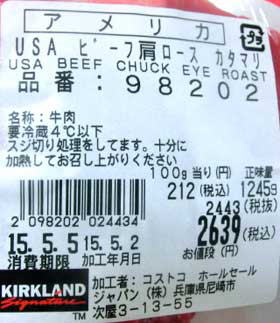 アメリカ
プラ
USA ビーフ肩ロース カタマリ
USA BEEF CHUCK EYE ROAST
品番: 98202
名称:牛肉
要冷蔵4℃以下
スジ切り処理をしてます。十分に
加熱してお召し上がりください
100g当り(円) 正味量
212(税込) 1245g
2443(税抜)
2639(税込)
お値段(円)
2 098202 024434
15.5.5 15.5.2
消費期限 加工年月日
KIRKLAND
Signature
加工者:コストコ ホールセール
ジャパン(株)兵庫県尼崎市
次屋3-13-55